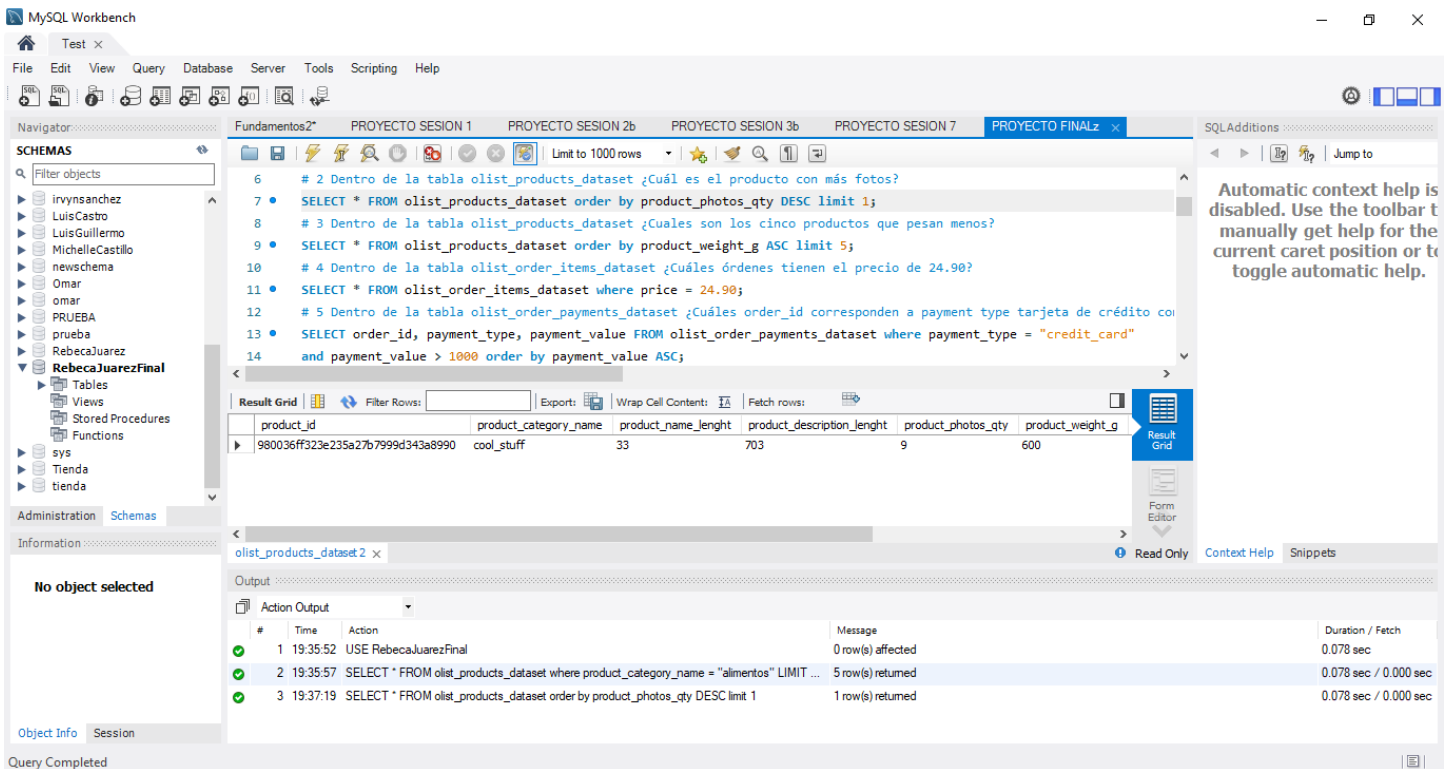 MySQL Workbench
Test
File Edit View Query Database Server Tools Scripting Help
Navigator
SCHEMAS
Filter objects
irvynsanchez
LuisCastro
LuisGuillermo
MichelleCastillo
newschema
Omar
omar
PRUEBA
prueba
RebecaJuarez
RebecaJuarezFinal
Tables
Views
Stored Procedures
Functions
sys
Tienda
tienda
Administration Schemas
Information
No object selected
Object Info Session
Query Completed
Fundamentos2* PROYECTO SESION 1 PROYECTO SESION 2b PROYECTO SESION 3b PROYECTO SESION 7 PROYECTO FINALz
Limit to 1000 rows
6 # 2 Dentro de la tabla olist_products_dataset ¿Cuál es el producto con más fotos?
7 SELECT * FROM olist_products_dataset order by product_photos_qty DESC limit 1;
8 # 3 Dentro de la tabla olist_products_dataset ¿Cuales son los cinco productos que pesan menos?
9 SELECT * FROM olist_products_dataset order by product_weight_g ASC limit 5;
10 # 4 Dentro de la tabla olist_order_items_dataset ¿Cuáles órdenes tienen el precio de 24.90?
11 SELECT * FROM olist_order_items_dataset where price = 24.90;
12 # 5 Dentro de la tabla olist_order_payments_dataset ¿Cuáles order_id corresponden a payment type tarjeta de crédito co
13 SELECT order_id, payment_type, payment_value FROM olist_order_payments_dataset where payment_type = "credit_card"
14 and payment_value > 1000 order by payment_value ASC;
Result Grid Filter Rows: Export: Wrap Cell Content: Fetch rows:
product_id product_category_name product_name_lenght product_description_lenght product_photos_qty product_weight_g
980036ff323e235a27b7999d343a8990 cool_stuff 33 703 9 600
Result
Grid
Form
Editor
olist_products_dataset 2
Read Only
SQLAdditions
Jump to
Automatic context help is
disabled. Use the toolbar t
manually get help for the
current caret position or to
toggle automatic help.
Context Help Snippets
Output
Action Output
# Time Action Message Duration / Fetch
1 19:35:52 USE RebecaJuarezFinal 0 row(s) affected 0.078 sec
2 19:35:57 SELECT * FROM olist_products_dataset where product_category_name = "alimentos" LIMIT ... 5 row(s) returned 0.078 sec / 0.000 sec
3 19:37:19 SELECT * FROM olist_products_dataset order by product_photos_qty DESC limit 1 1 row(s) returned 0.078 sec / 0.000 sec